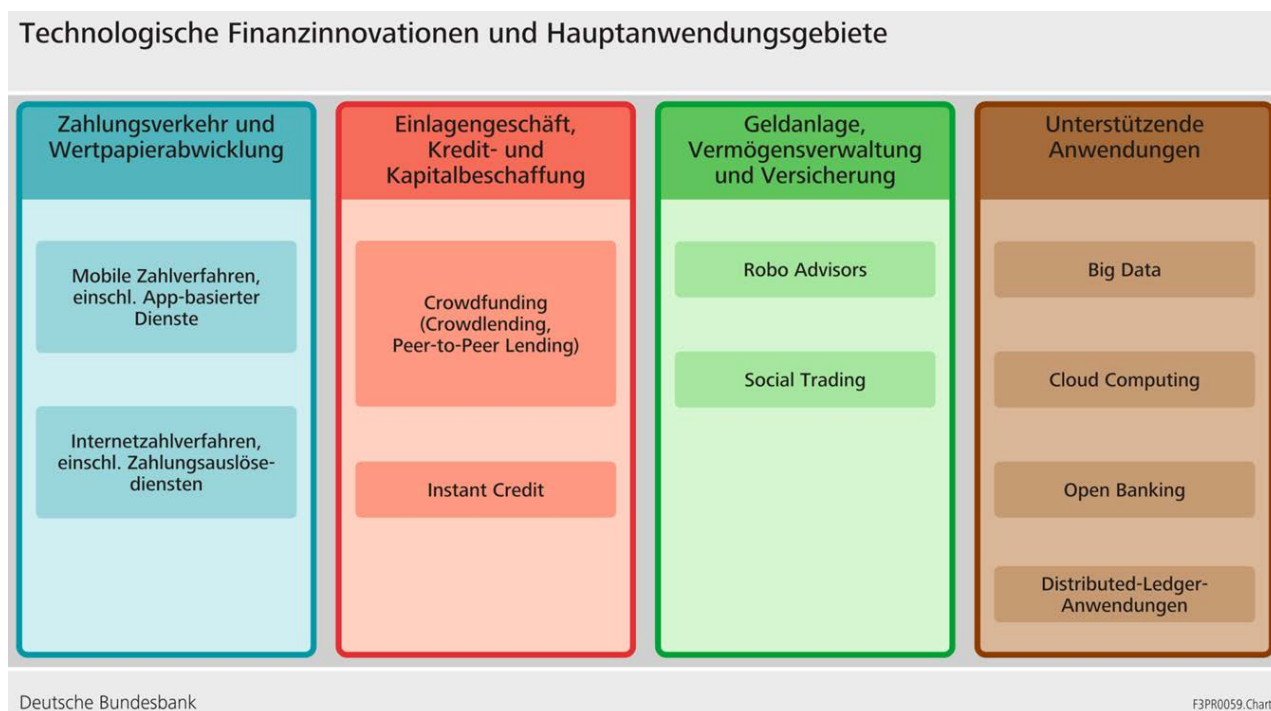 Technologische Finanzinnovationen und Hauptanwendungsgebiete
Zahlungsverkehr und
Wertpapierabwicklung
Mobile Zahlverfahren,
einschl. App-basierter
Dienste
Internetzahlverfahren,
einschl. Zahlungsauslöse-
diensten
Einlagengeschäft,
Kredit- und
Kapitalbeschaffung
Crowdfunding
(Crowdlending,
Peer-to-Peer Lending)
Instant Credit
Geldanlage,
Vermögensverwaltung
und Versicherung
Robo Advisors
Social Trading
Unterstützende
Anwendungen
Big Data
Cloud Computing
Open Banking
Distributed-Ledger-
Anwendungen
Deutsche Bundesbank
F3PR0059.Chart